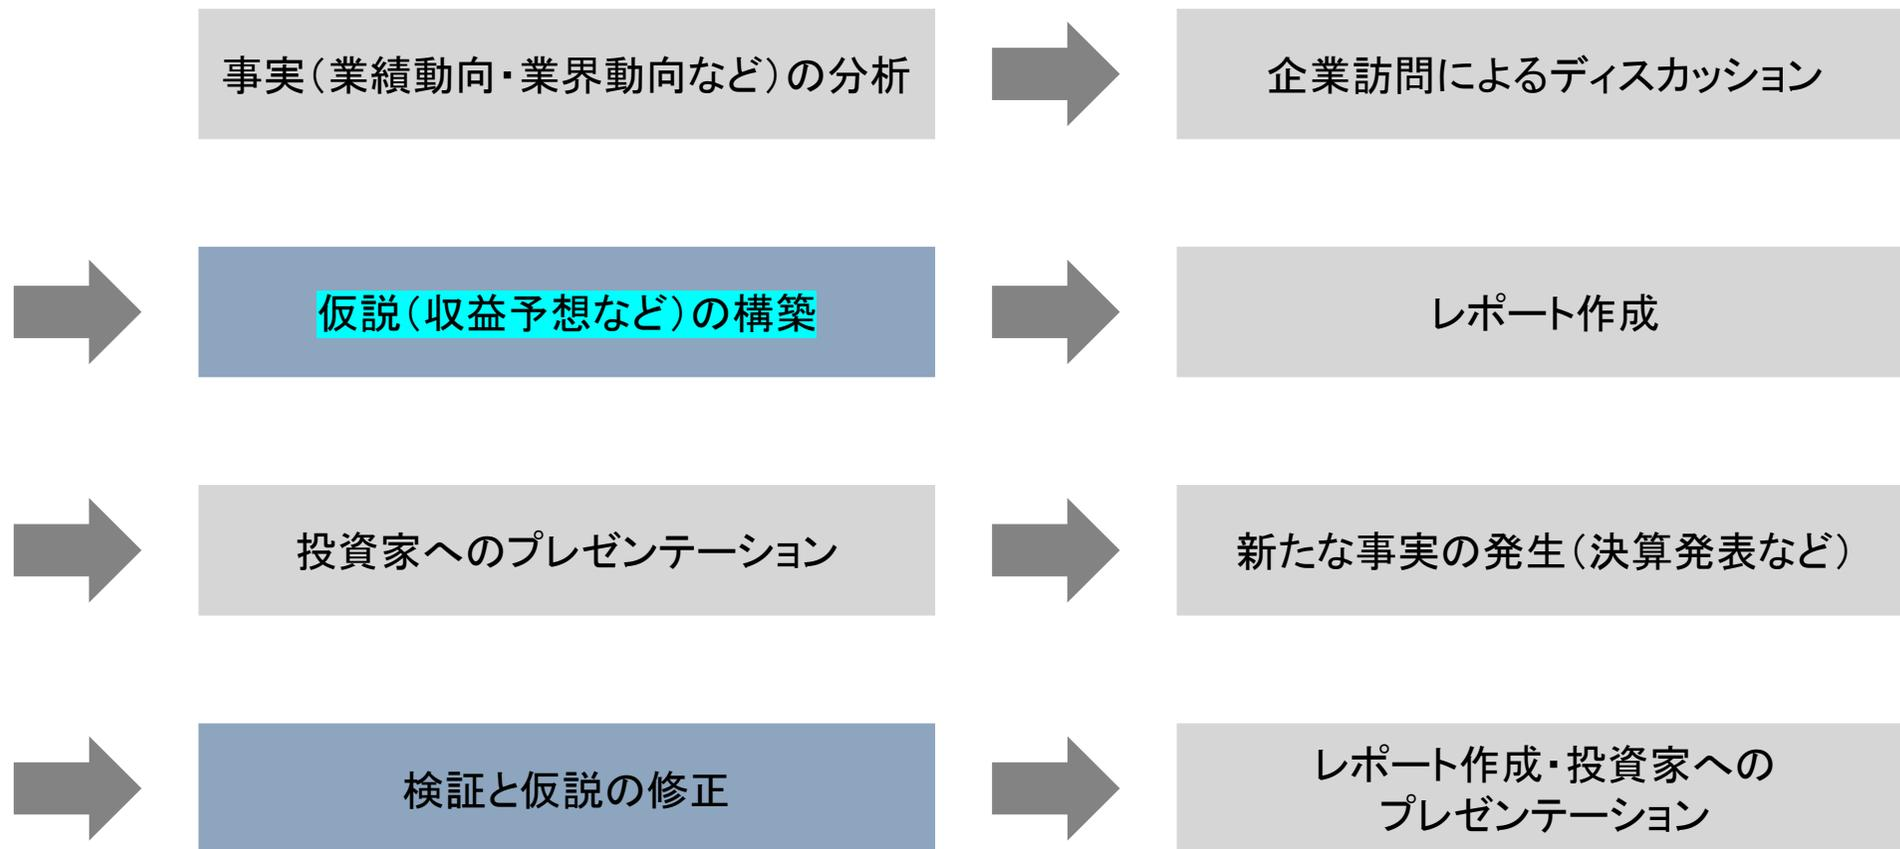 事実（業績動向・業界動向など）の分析
企業訪問によるディスカッション
仮説（収益予想など）の構築
レポート作成
投資家へのプレゼンテーション
新たな事実の発生（決算発表など）
検証と仮説の修正
レポート作成・投資家への
プレゼンテーション